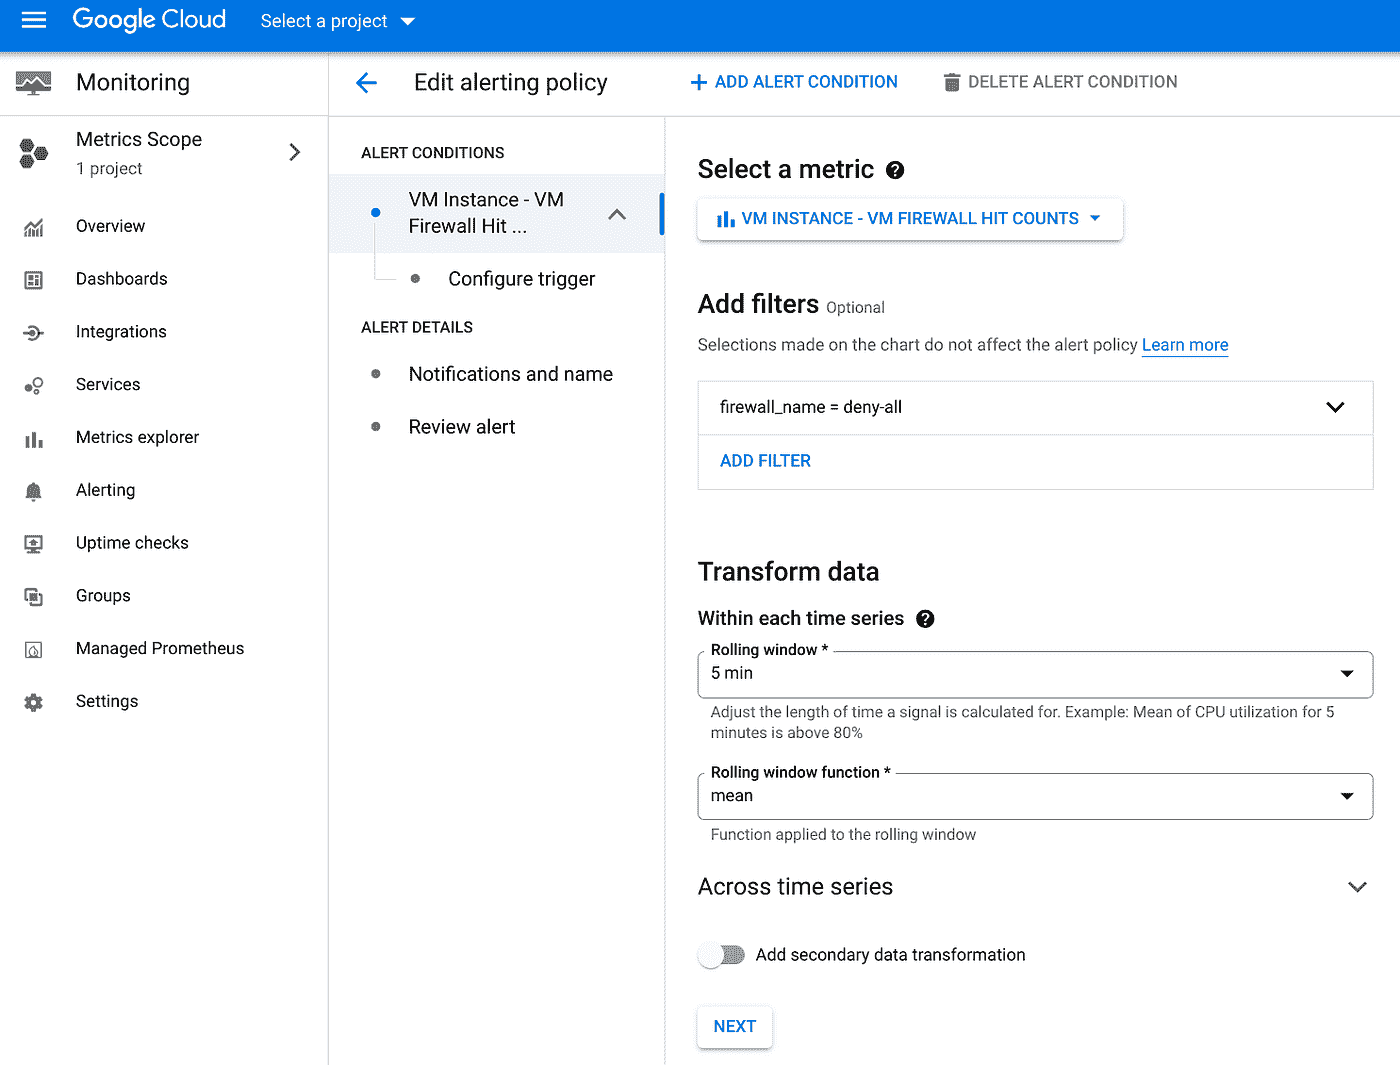 Google Cloud Select a project
Monitoring
Edit alerting policy
ADD ALERT CONDITION
DELETE ALERT CONDITION
Metrics Scope
1 project
Overview
Dashboards
Integrations
Services
Metrics explorer
Alerting
Uptime checks
Groups
Managed Prometheus
Settings
ALERT CONDITIONS
VM Instance - VM
Firewall Hit ...
Configure trigger
ALERT DETAILS
Notifications and name
Review alert
Select a metric
VM INSTANCE - VM FIREWALL HIT COUNTS
Add filters Optional
Selections made on the chart do not affect the alert policy Learn more
firewall_name = deny-all
ADD FILTER
Transform data
Within each time series
Rolling window *
5 min
Adjust the length of time a signal is calculated for. Example: Mean of CPU utilization for 5
minutes is above 80%
Rolling window function *
mean
Function applied to the rolling window
Across time series
Add secondary data transformation
NEXT